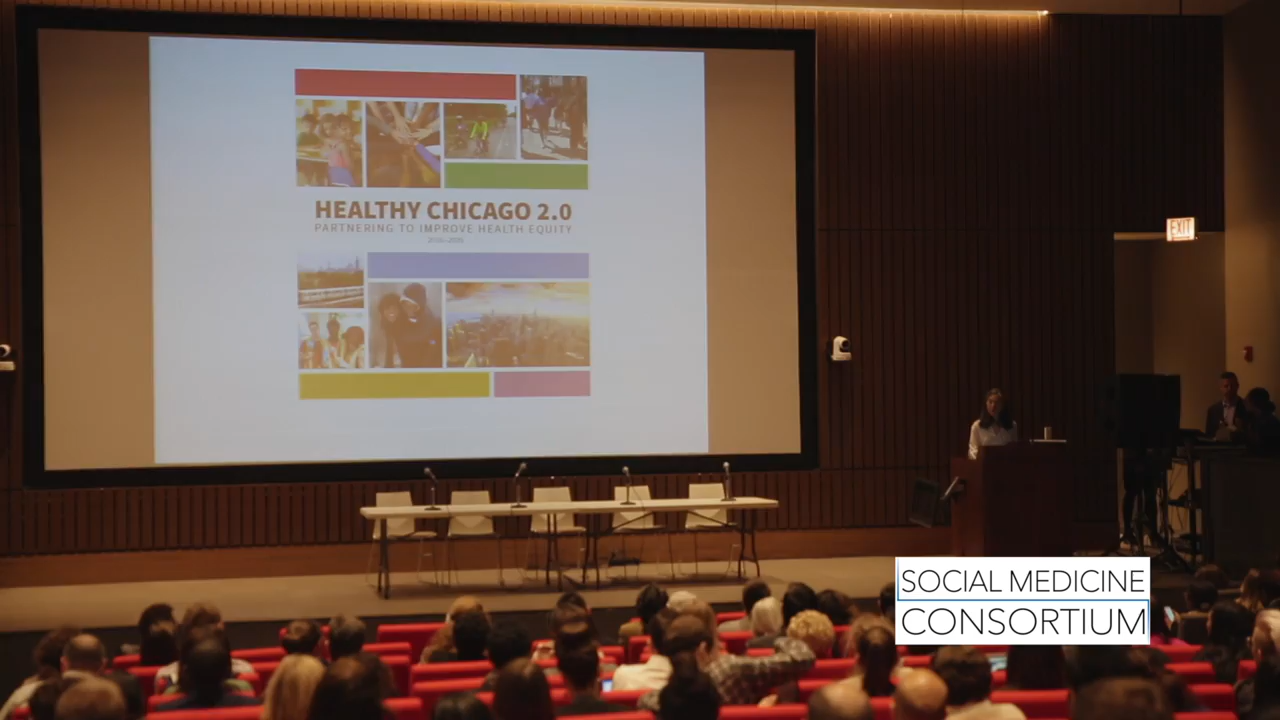 HEALTHY CHICAGO 2.0
PARTNERING TO IMPROVE HEALTH EQUITY
EXIT
SOCIAL MEDICINE
CONSORTIUM